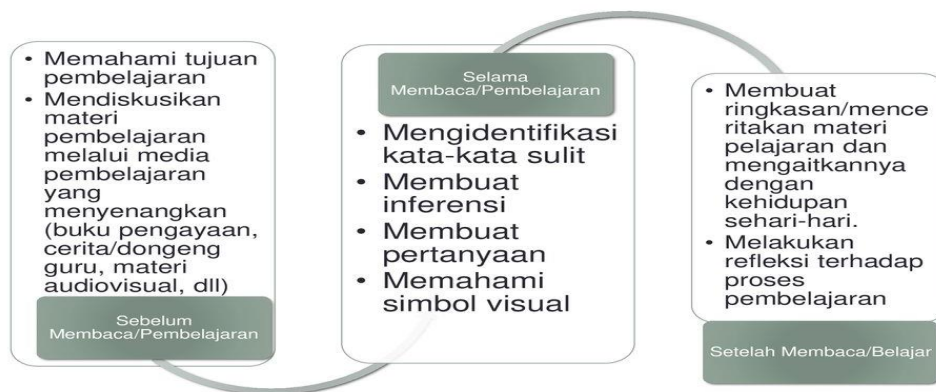 • Memahami tujuan
pembelajaran
• Mendiskusikan
materi
pembelajaran
melalui media
pembelajaran
yang
menyenangkan
(buku pengayaan,
cerita/dongeng
guru, materi
audiovisual, dll)
Sebelum
Membaca/Pembelajaran
Selama
Membaca/Pembelajaran
• Mengidentifikasi
kata-kata sulit
• Membuat
inferensi
• Membuat
pertanyaan
• Memahami
simbol visual
• Membuat
ringkasan/mence
ritakan materi
pelajaran dan
mengaitkannya
dengan
kehidupan
sehari-hari.
• Melakukan
refleksi terhadap
proses
pembelajaran
Setelah Membaca/Belajar